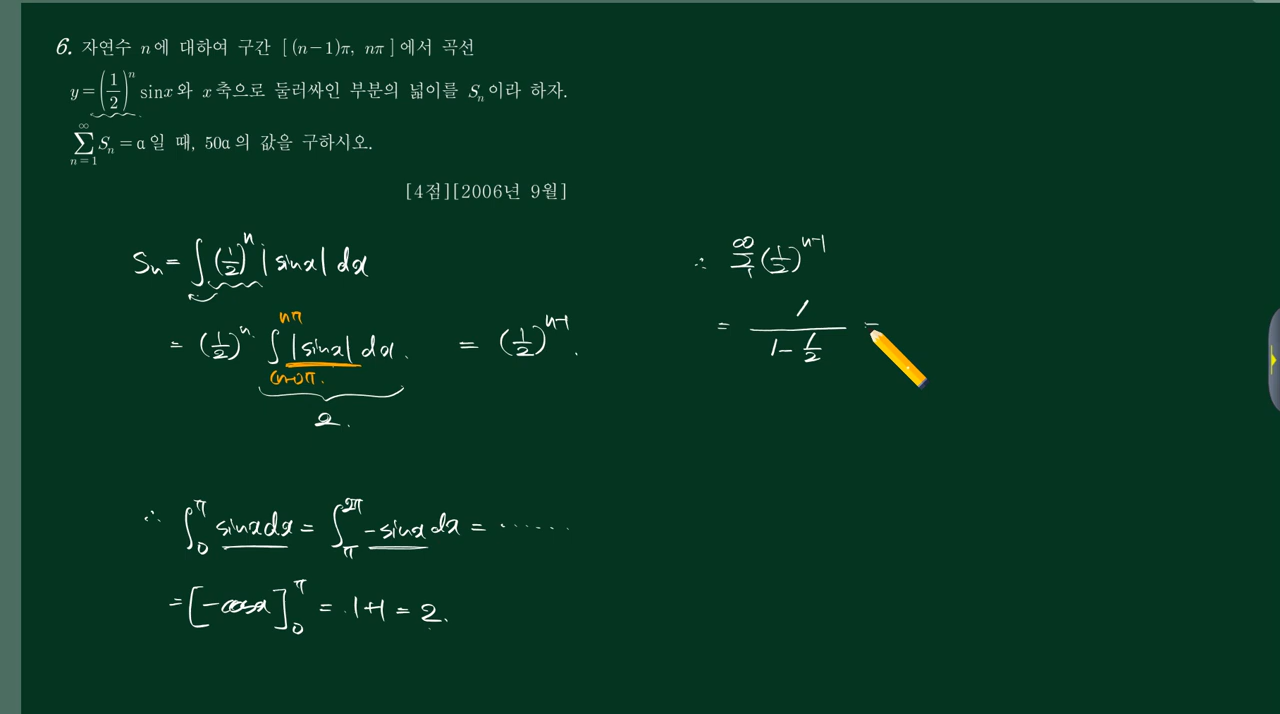 6. 자연수 n에 대하여 구간 [(n-1)π, nπ]에서 곡선
y=(1/2)^n sinx와 x축으로 둘러싸인 부분의 넓이를 S_n이라 하자.
∑_{n=1}^{∞} S_n = α일 때, 50α의 값을 구하시오.
[4점][2006년 9월]
S_n = ∫ (1/2)^n |sinx| dx
= (1/2)^n ∫_{(n-1)π}^{nπ} |sinx| dx. = (1/2)^{n-1}.
2.
∴ ∫_0^π sinx dx = ∫_π^{2π} -sinx dx = ······
= [-cosx]_0^π = 1+1 = 2.
∴ ∑_1^∞ (1/2)^{n-1}
= 1/(1-1/2) =